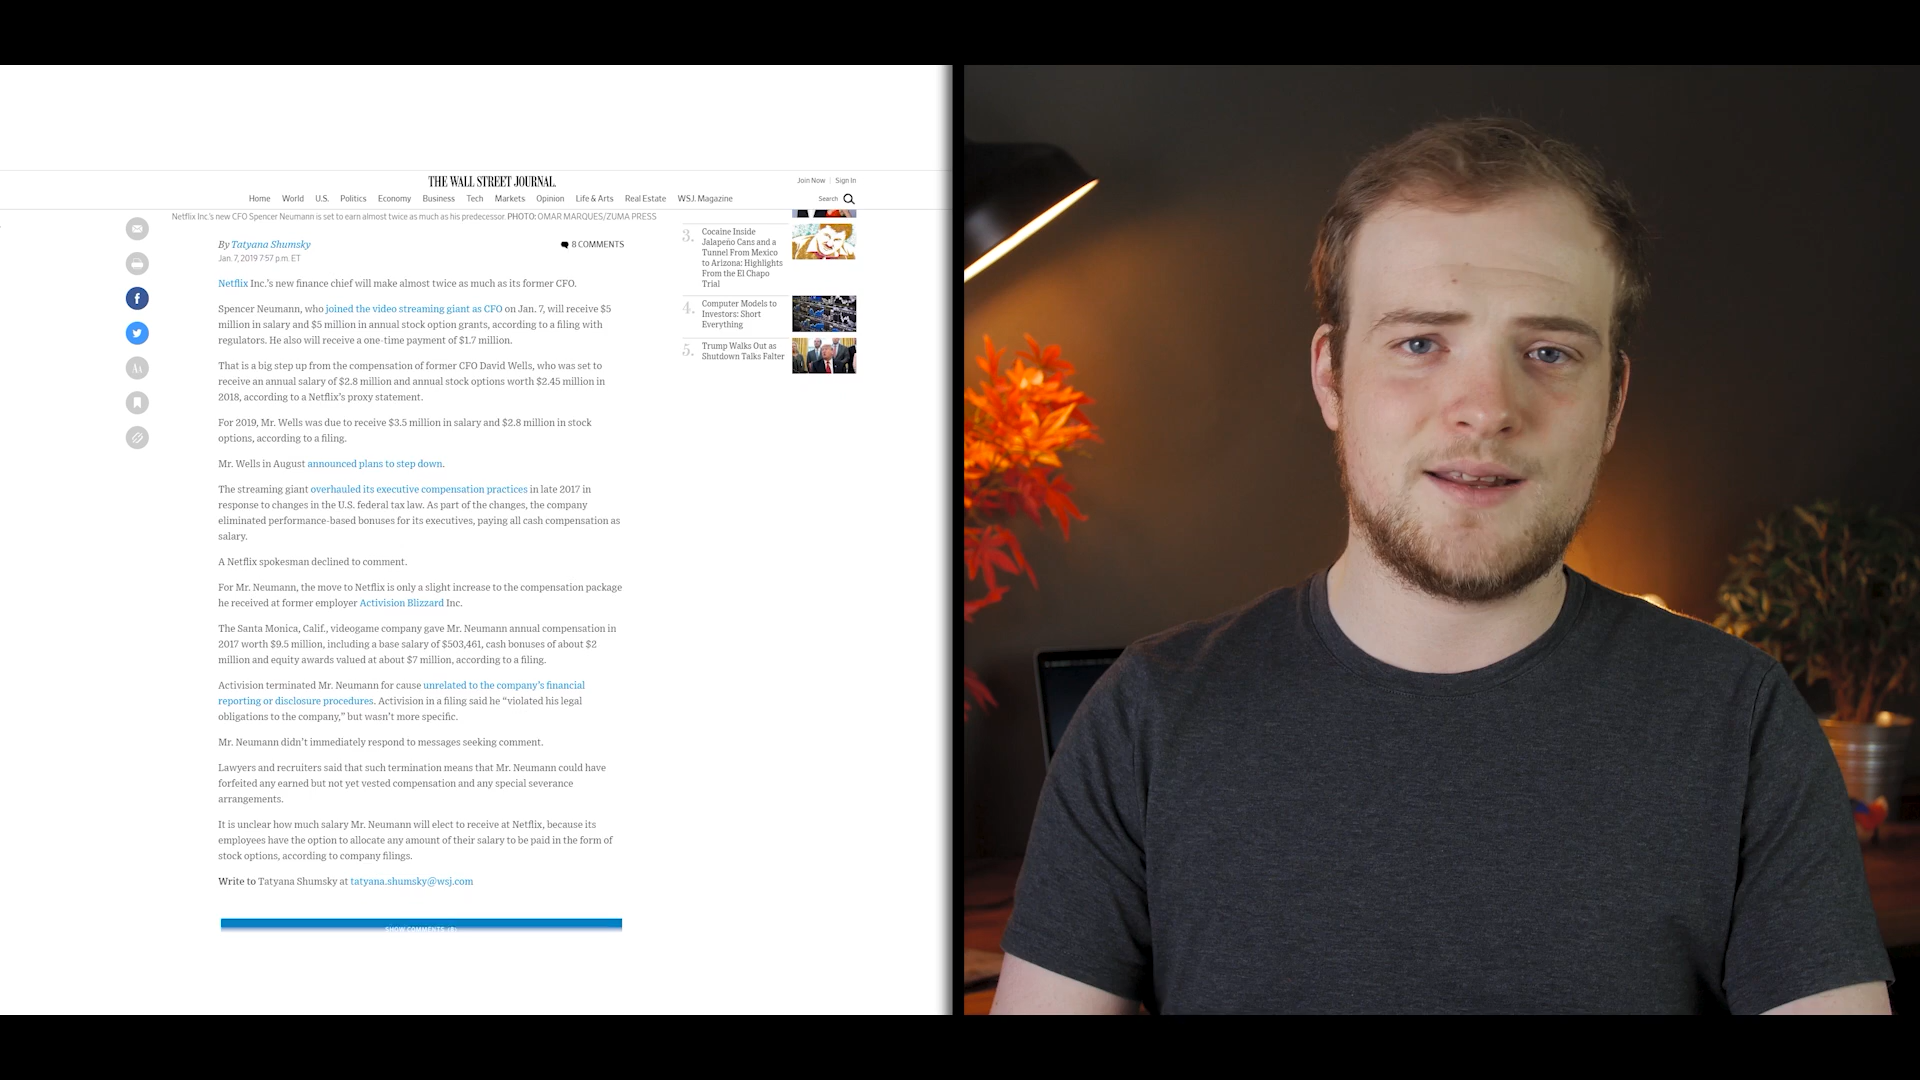 THE WALL STREET JOURNAL.
Join Now | Sign In
Home World U.S. Politics Economy Business Tech Markets Opinion Life & Arts Real Estate WSJ. Magazine
Search
Netflix Inc.'s new CFO Spencer Neumann is set to earn almost twice as much as his predecessor. PHOTO: OMAR MARQUES/ZUMA PRESS
By Tatyana Shumsky
8 COMMENTS
Jan. 7, 2019 7:57 p.m. ET
Netflix Inc.'s new finance chief will make almost twice as much as its former CFO.
Spencer Neumann, who joined the video streaming giant as CFO on Jan. 7, will receive $5
million in salary and $5 million in annual stock option grants, according to a filing with
regulators. He also will receive a one-time payment of $1.7 million.
That is a big step up from the compensation of former CFO David Wells, who was set to
receive an annual salary of $2.8 million and annual stock options worth $2.45 million in
2018, according to a Netflix's proxy statement.
For 2019, Mr. Wells was due to receive $3.5 million in salary and $2.8 million in stock
options, according to a filing.
Mr. Wells in August announced plans to step down.
The streaming giant overhauled its executive compensation practices in late 2017 in
response to changes in the U.S. federal tax law. As part of the changes, the company
eliminated performance-based bonuses for its executives, paying all cash compensation as
salary.
A Netflix spokesman declined to comment.
For Mr. Neumann, the move to Netflix is only a slight increase to the compensation package
he received at former employer Activision Blizzard Inc.
The Santa Monica, Calif., videogame company gave Mr. Neumann annual compensation in
2017 worth $9.5 million, including a base salary of $503,461, cash bonuses of about $2
million and equity awards valued at about $7 million, according to a filing.
Activision terminated Mr. Neumann for cause unrelated to the company's financial
reporting or disclosure procedures. Activision in a filing said he “violated his legal
obligations to the company,” but wasn't more specific.
Mr. Neumann didn't immediately respond to messages seeking comment.
Lawyers and recruiters said that such termination means that Mr. Neumann could have
forfeited any earned but not yet vested compensation and any special severance
arrangements.
It is unclear how much salary Mr. Neumann will elect to receive at Netflix, because its
employees have the option to allocate any amount of their salary to be paid in the form of
stock options, according to company filings.
Write to Tatyana Shumsky at tatyana.shumsky@wsj.com
SHOW COMMENTS (8)
3.
Cocaine Inside
Jalapeño Cans and a
Tunnel From Mexico
to Arizona: Highlights
From the El Chapo
Trial
4.
Computer Models to
Investors: Short
Everything
5.
Trump Walks Out as
Shutdown Talks Falter